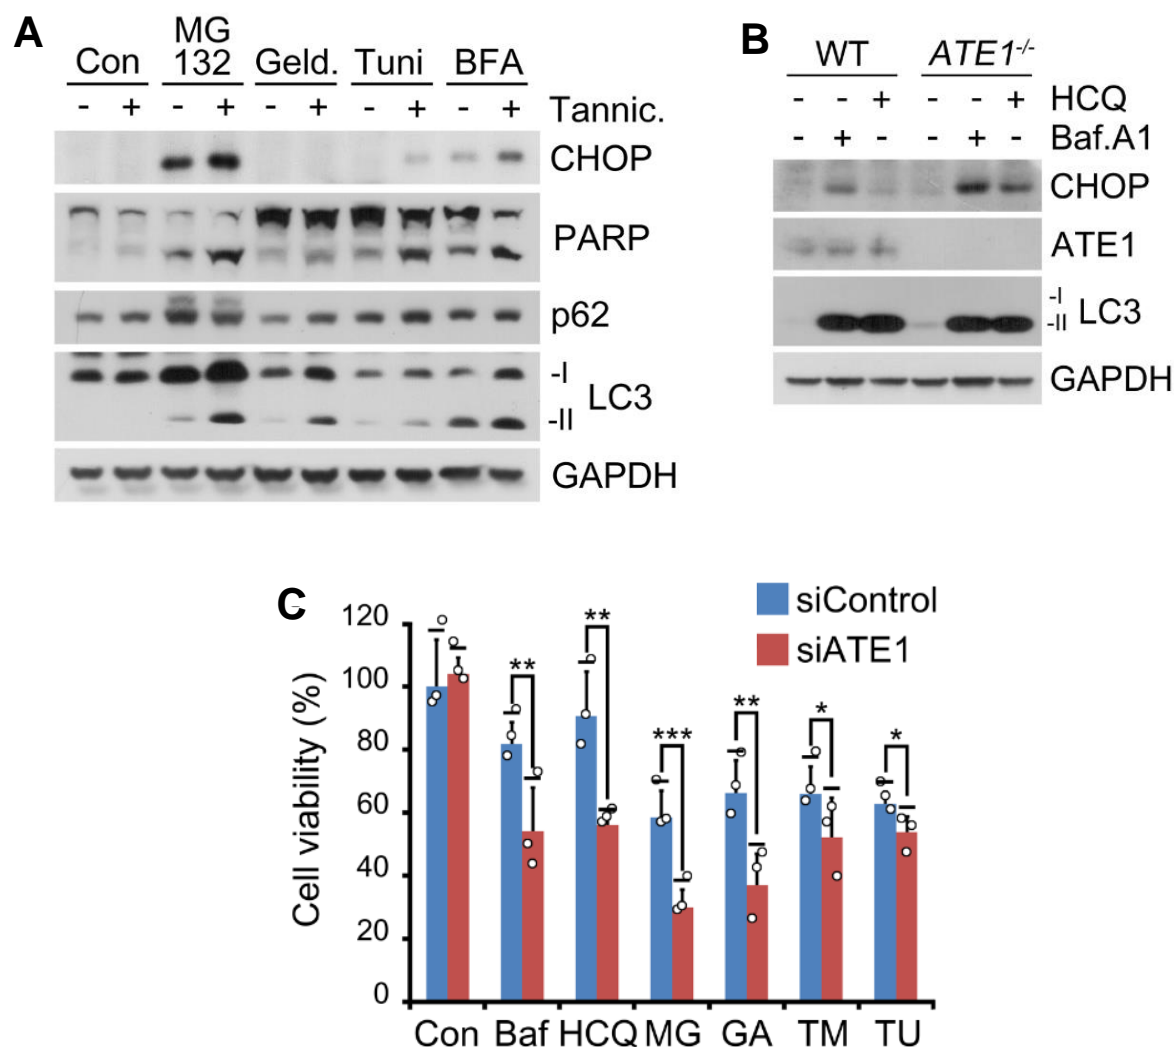 A
MG
Con 132 Geld. Tuni BFA
- + - + - + - + - + Tannic.
CHOP
PARP
p62
-I
LC3
-II
GAPDH
B
WT ATE1-/-
- - + - - + HCQ
- + - - + - Baf.A1
CHOP
ATE1
-I
-II LC3
GAPDH
C
siControl
siATE1
Cell viability (%)
120
100
80
60
40
20
0
** ** *** ** * *
Con Baf HCQ MG GA TM TU